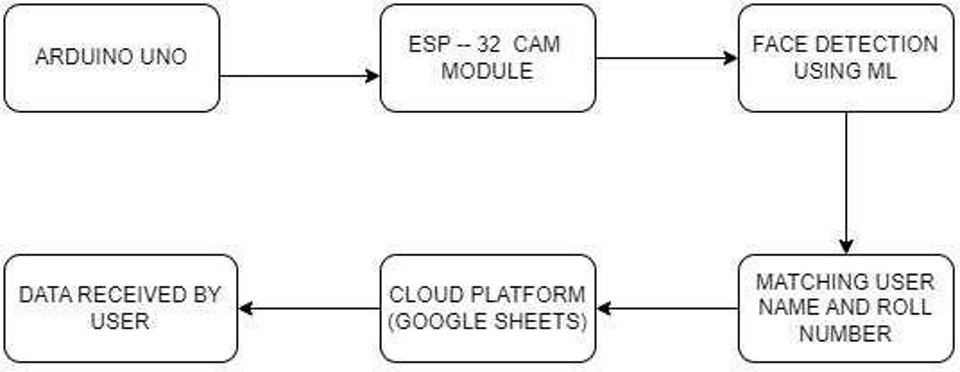 ARDUINO UNO
ESP -- 32 CAM
MODULE
FACE DETECTION
USING ML
MATCHING USER
NAME AND ROLL
NUMBER
CLOUD PLATFORM
(GOOGLE SHEETS)
DATA RECEIVED BY
USER